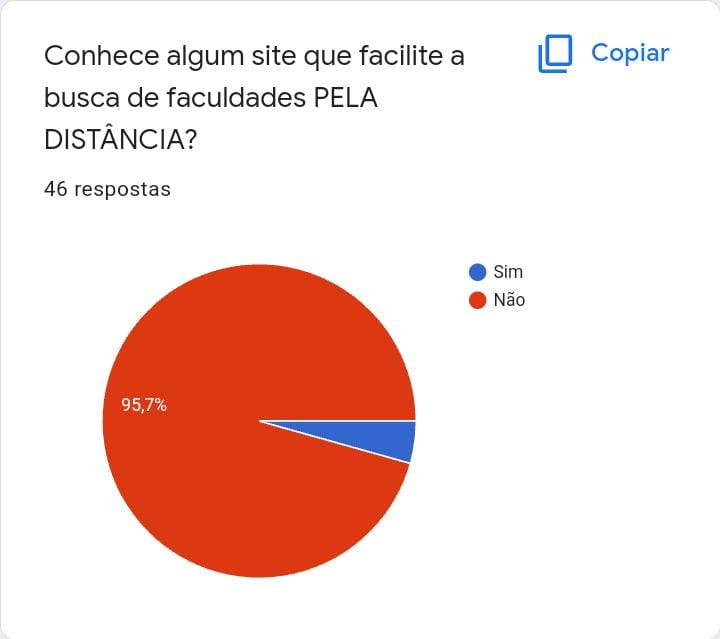 Conhece algum site que facilite a
busca de faculdades PELA
DISTÂNCIA?
Copiar
46 respostas
Sim
Não
95,7%